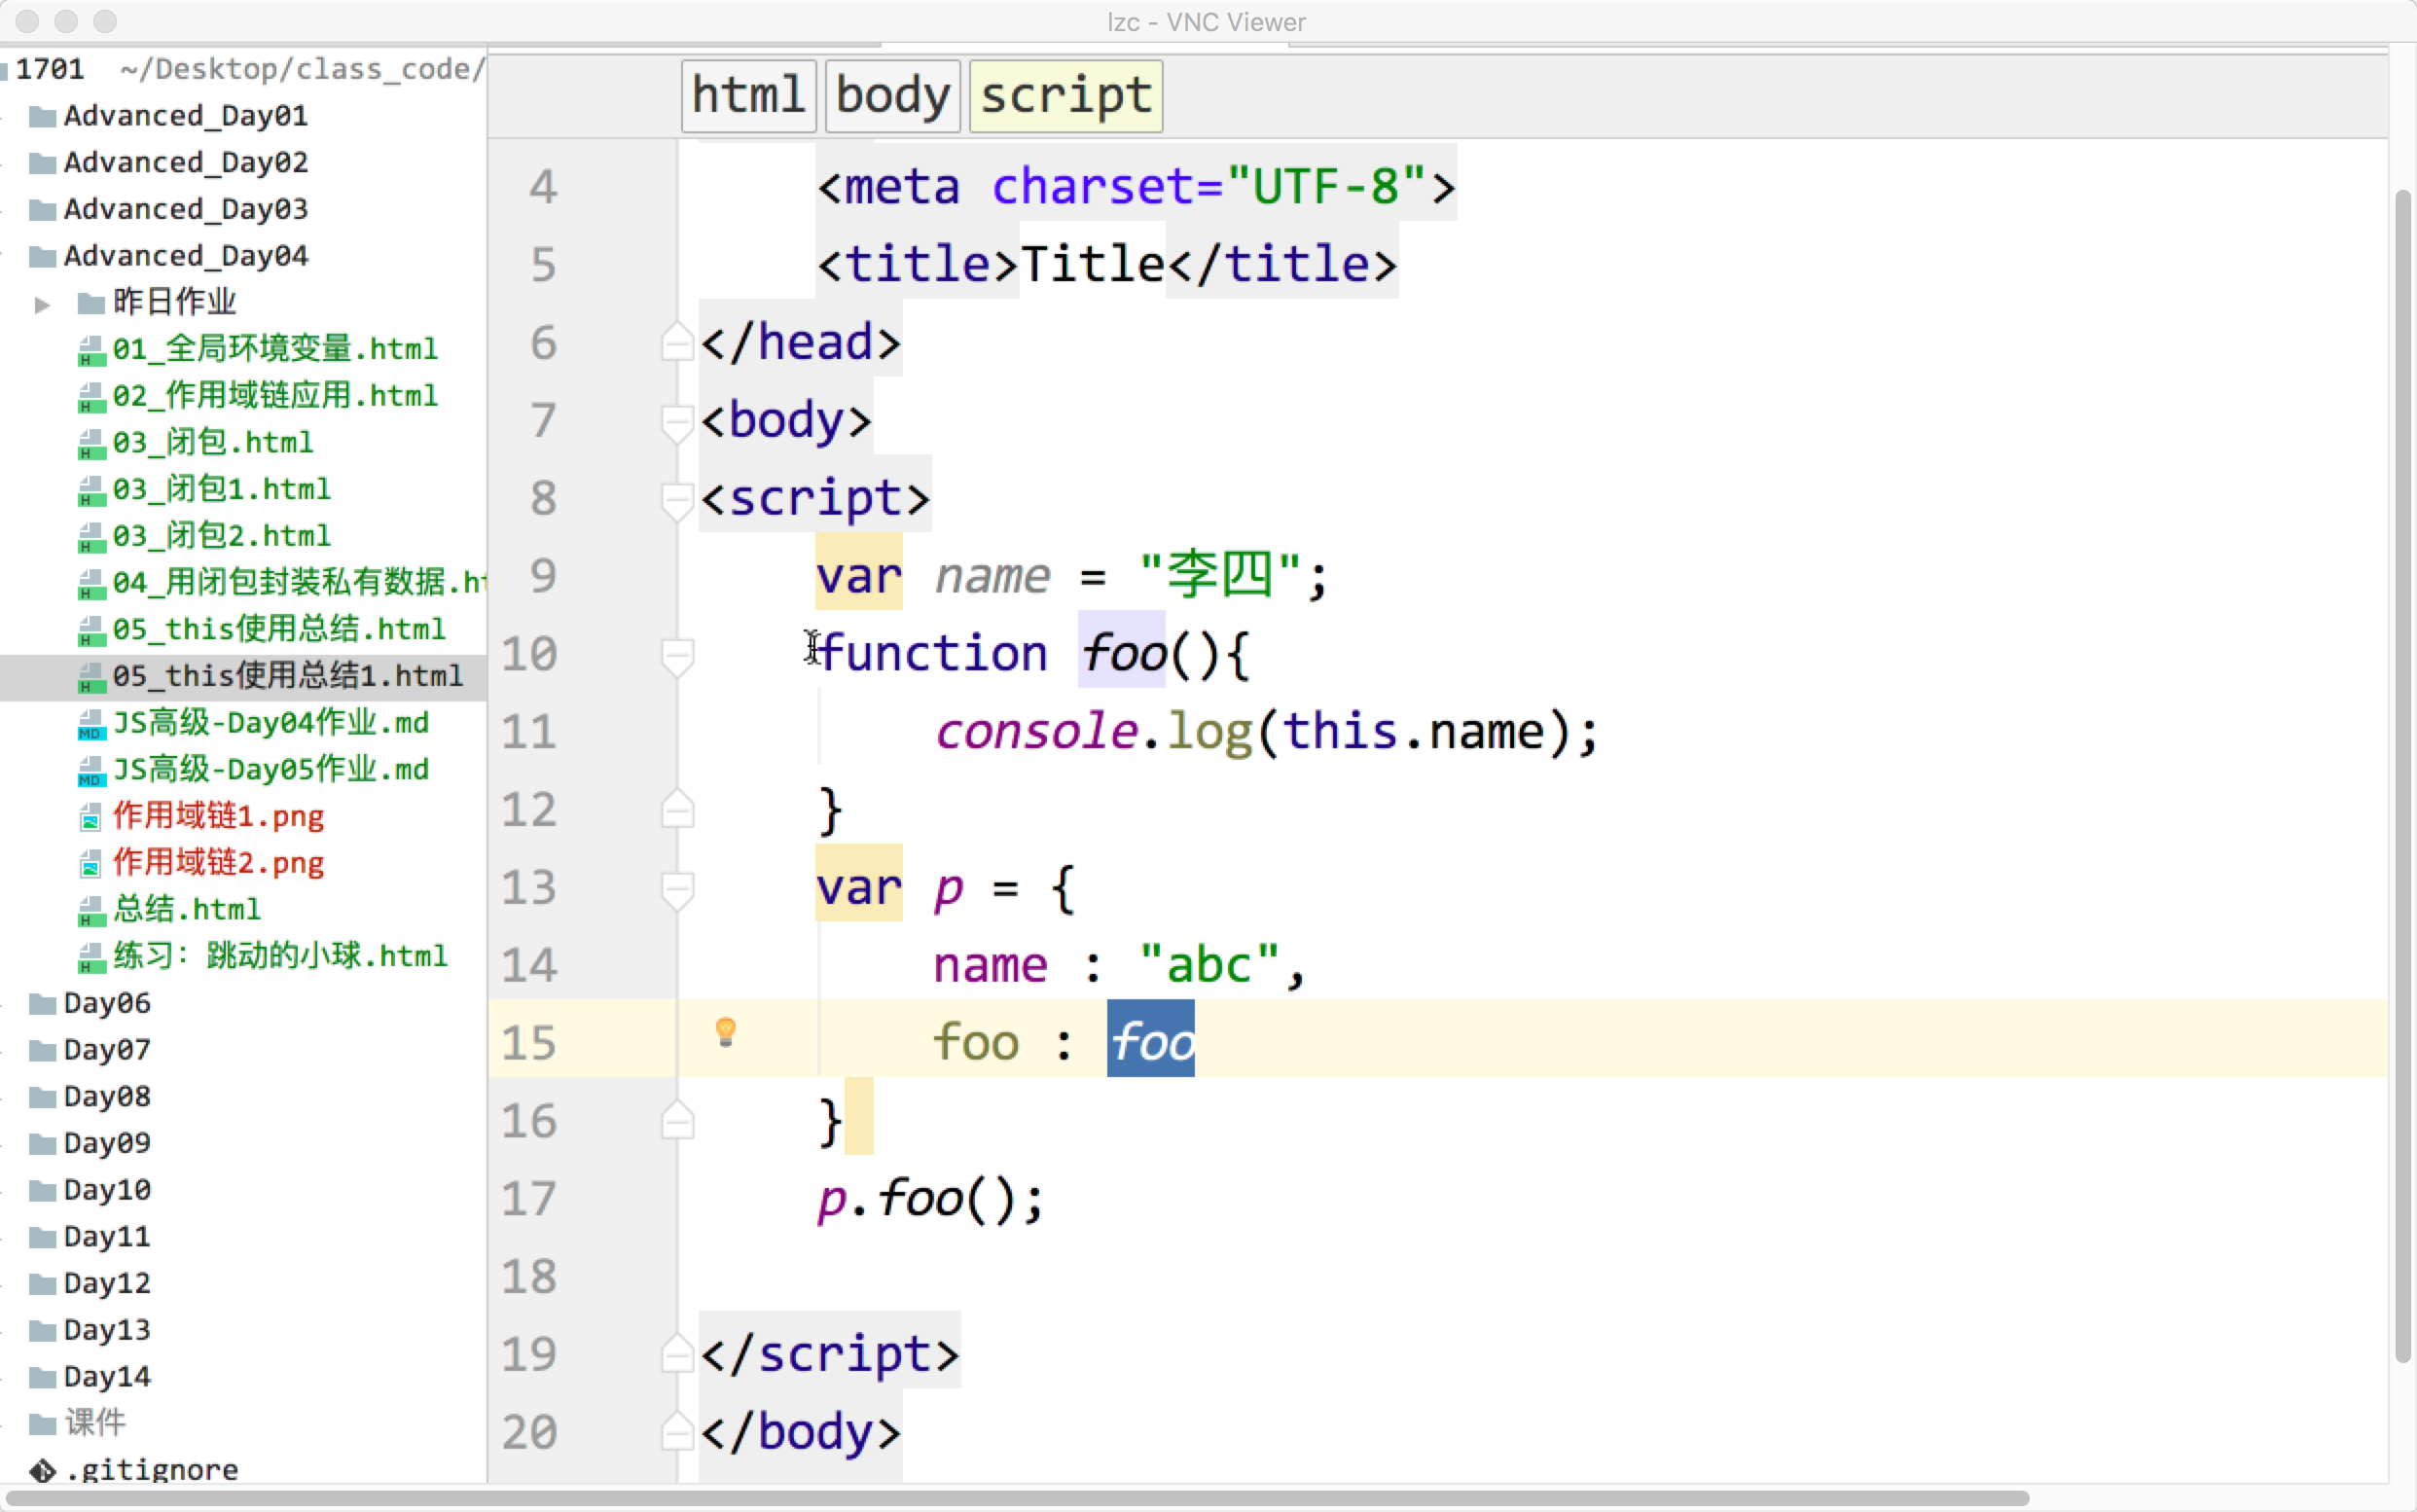 lzc - VNC Viewer
1701 ~/Desktop/class_code/
Advanced_Day01
Advanced_Day02
Advanced_Day03
Advanced_Day04
昨日作业
01_全局环境变量.html
02_作用域链应用.html
03_闭包.html
03_闭包1.html
03_闭包2.html
04_用闭包封装私有数据.ht
05_this使用总结.html
05_this使用总结1.html
JS高级-Day04作业.md
JS高级-Day05作业.md
作用域链1.png
作用域链2.png
总结.html
练习：跳动的小球.html
Day06
Day07
Day08
Day09
Day10
Day11
Day12
Day13
Day14
课件
.gitignore
html body script
4 <meta charset="UTF-8">
5 <title>Title</title>
6 </head>
7 <body>
8 <script>
9 var name = "李四";
10 function foo(){
11 console.log(this.name);
12 }
13 var p = {
14 name : "abc",
15 foo : foo
16 }
17 p.foo();
18
19 </script>
20 </body>